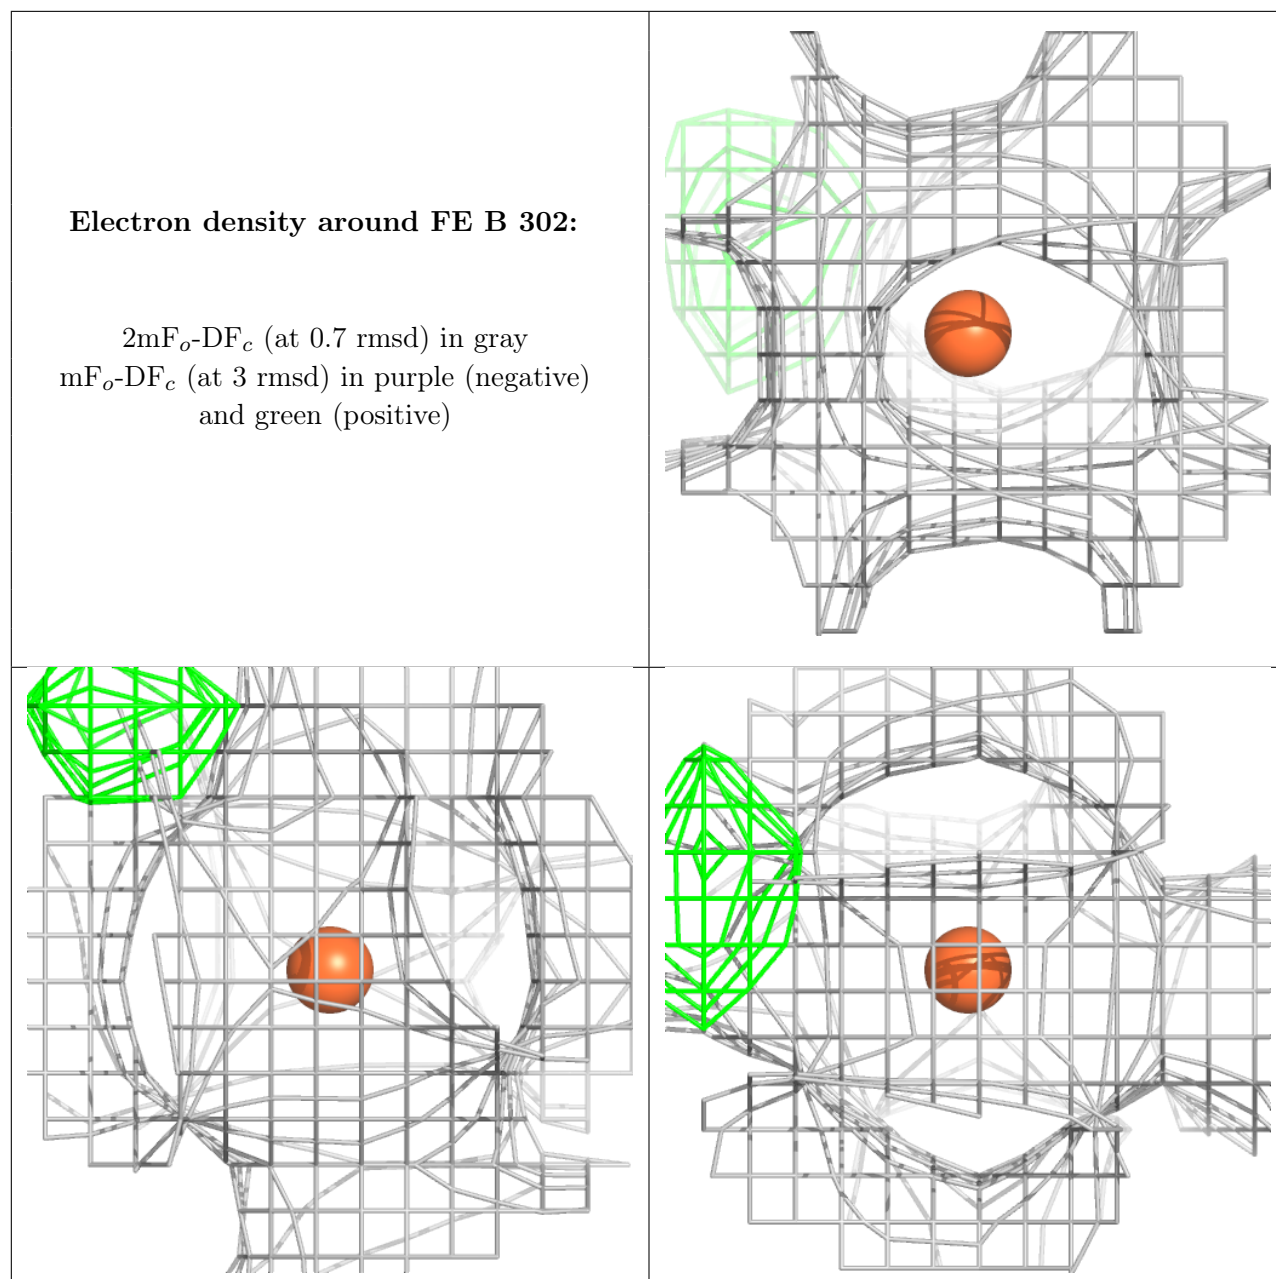 Electron density around FE B 302:
2mFo-DFc (at 0.7 rmsd) in gray
mFo-DFc (at 3 rmsd) in purple (negative)
and green (positive)